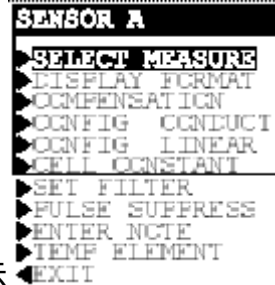 SENSOR A
SELECT MEASURE
DISPLAY FORMAT
COMPENSATION
CONFIG CONDUCT
CONFIG LINEAR
CELL CONSTANT
SET FILTER
PULSE SUPPRESS
ENTER NOTE
TEMP ELEMENT
EXIT